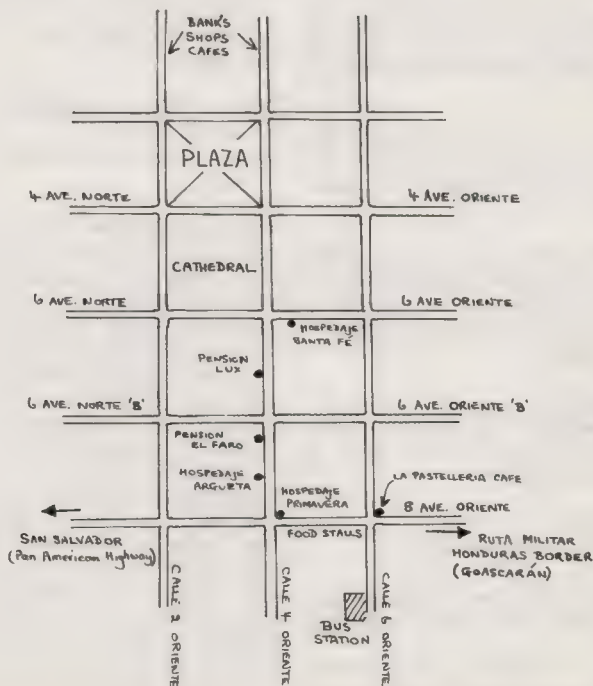 BANK'S
SHOPS
CAFES
PLAZA
4 AVE. NORTE
4 AVE. ORIENTE
CATHEDRAL
6 AVE. NORTE
6 AVE ORIENTE
HOSPEDAJE
SANTA FÉ
PENSION
LUX
6 AVE. NORTE 'B'
6 AVE. ORIENTE 'B'
PENSION
EL FARO
HOSPEDAJE
ARGUETA
HOSPEDAJE
PRIMAVERA
LA PASTELLERIA CAFE
8 AVE. ORIENTE
SAN SALVADOR
(Pan American Highway)
FOOD STALLS
RUTA MILITAR
HONDURAS BORDER
(GOASCARÁN)
BUS
STATION
CALLE 2 ORIENTE
CALLE 4 ORIENTE
CALLE 6 ORIENTE